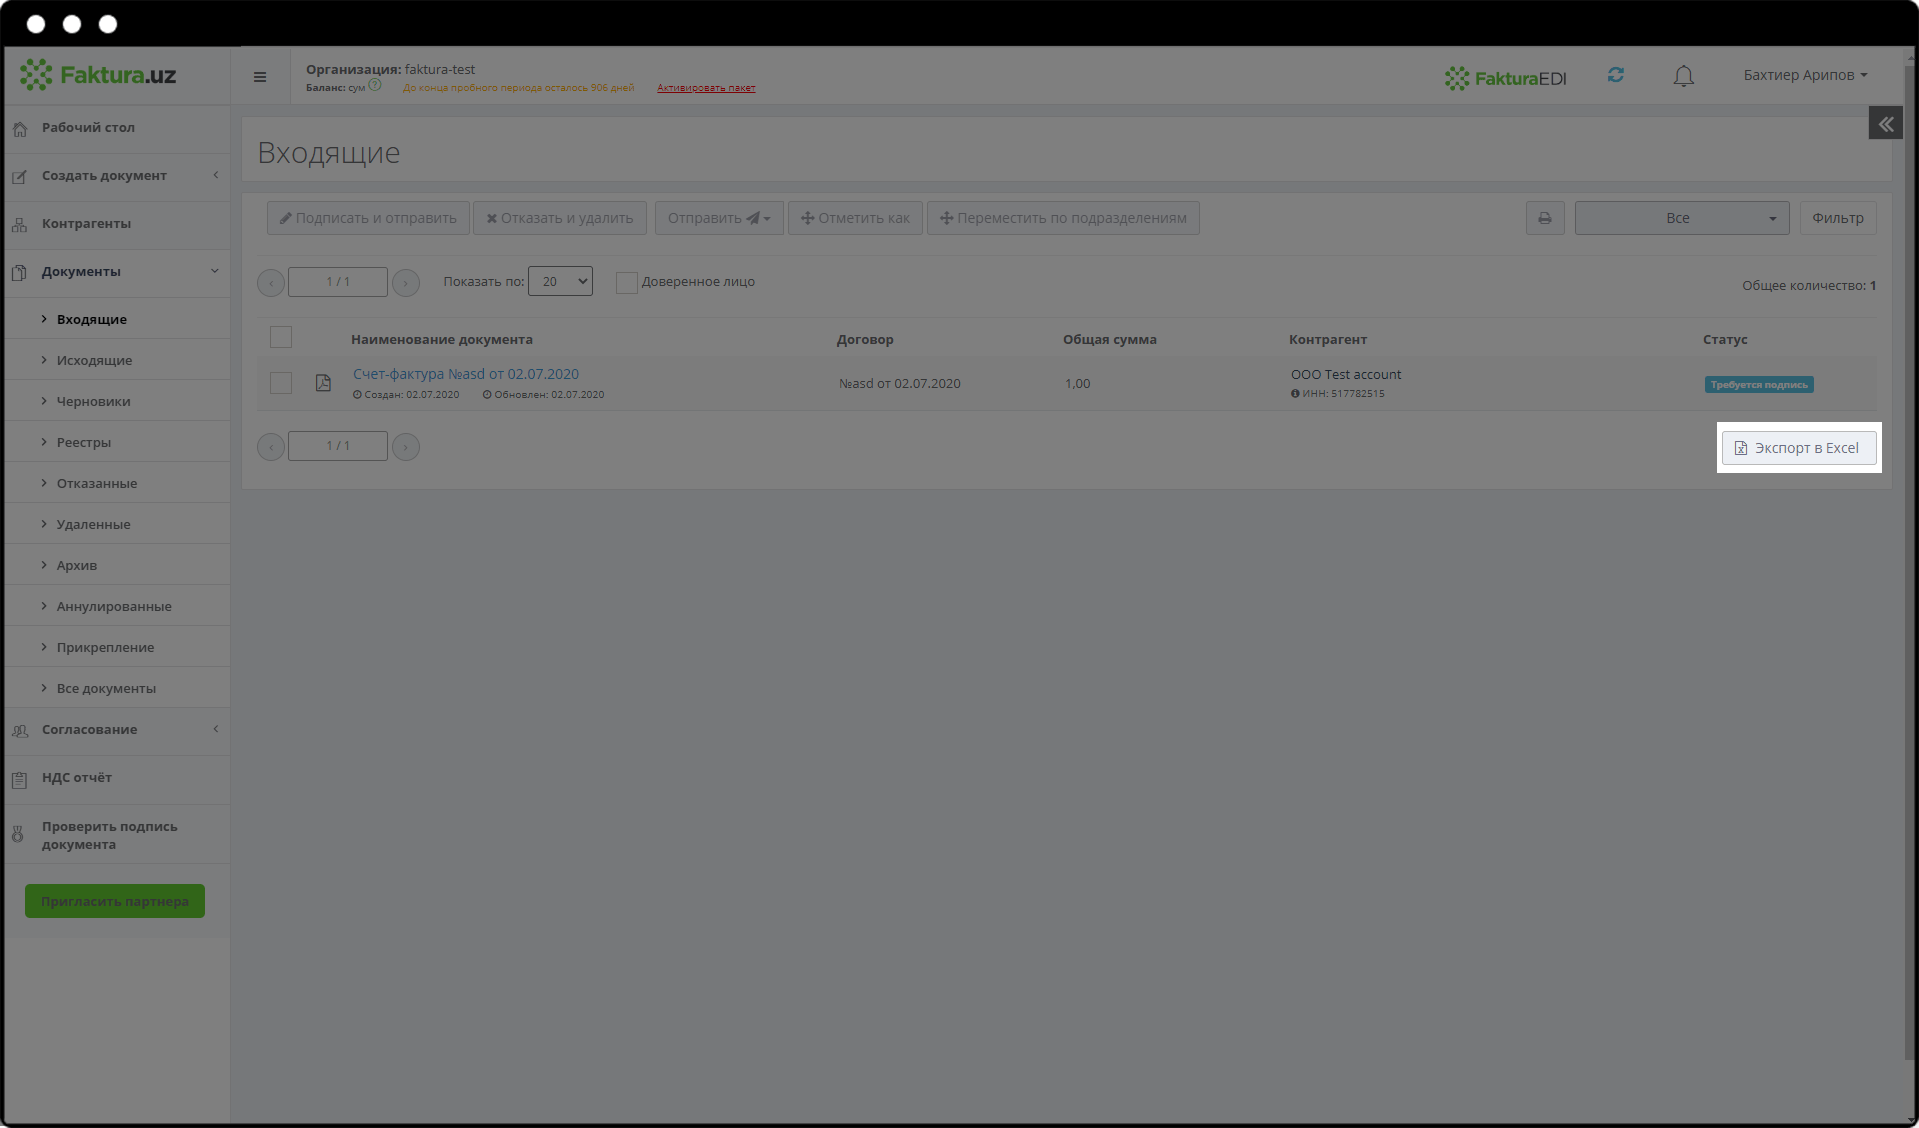 Faktura.uz
Организация: faktura-test
Баланс: сум ?
До конца пробного периода осталось 906 дней
Активировать пакет
FakturaEDI
Бахтиер Арипов
Рабочий стол
Создать документ
Контрагенты
Документы
Входящие
Исходящие
Черновики
Реестры
Отказанные
Удаленные
Архив
Аннулированные
Прикрепление
Все документы
Согласование
НДС отчёт
Проверить подпись
документа
Пригласить партнера
Входящие
Подписать и отправить
Отказать и удалить
Отправить
Отметить как
Переместить по подразделениям
Все
Фильтр
1 / 1
Показать по: 20
Доверенное лицо
Общее количество: 1
Наименование документа
Договор
Общая сумма
Контрагент
Статус
Счет-фактура №asd от 02.07.2020
Создан: 02.07.2020
Обновлен: 02.07.2020
№asd от 02.07.2020
1,00
ООО Test account
ИНН: 517782515
Требуется подпись
1 / 1
Экспорт в Excel